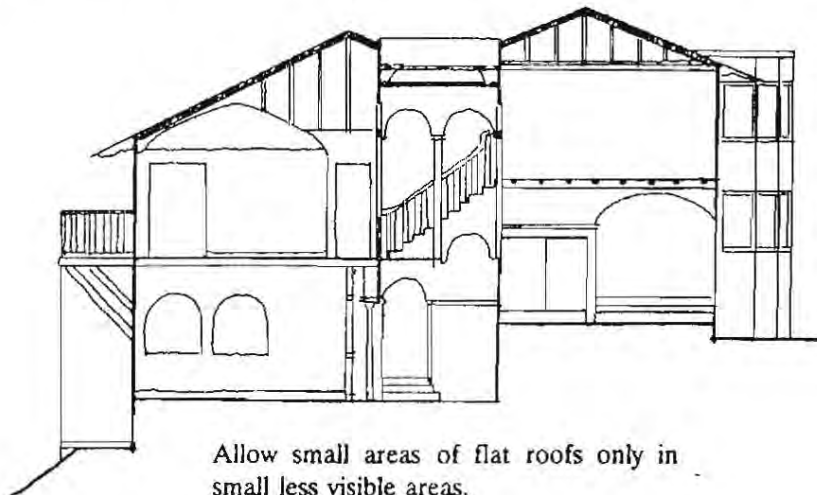 Allow small areas of flat roofs only in
small less visible areas.